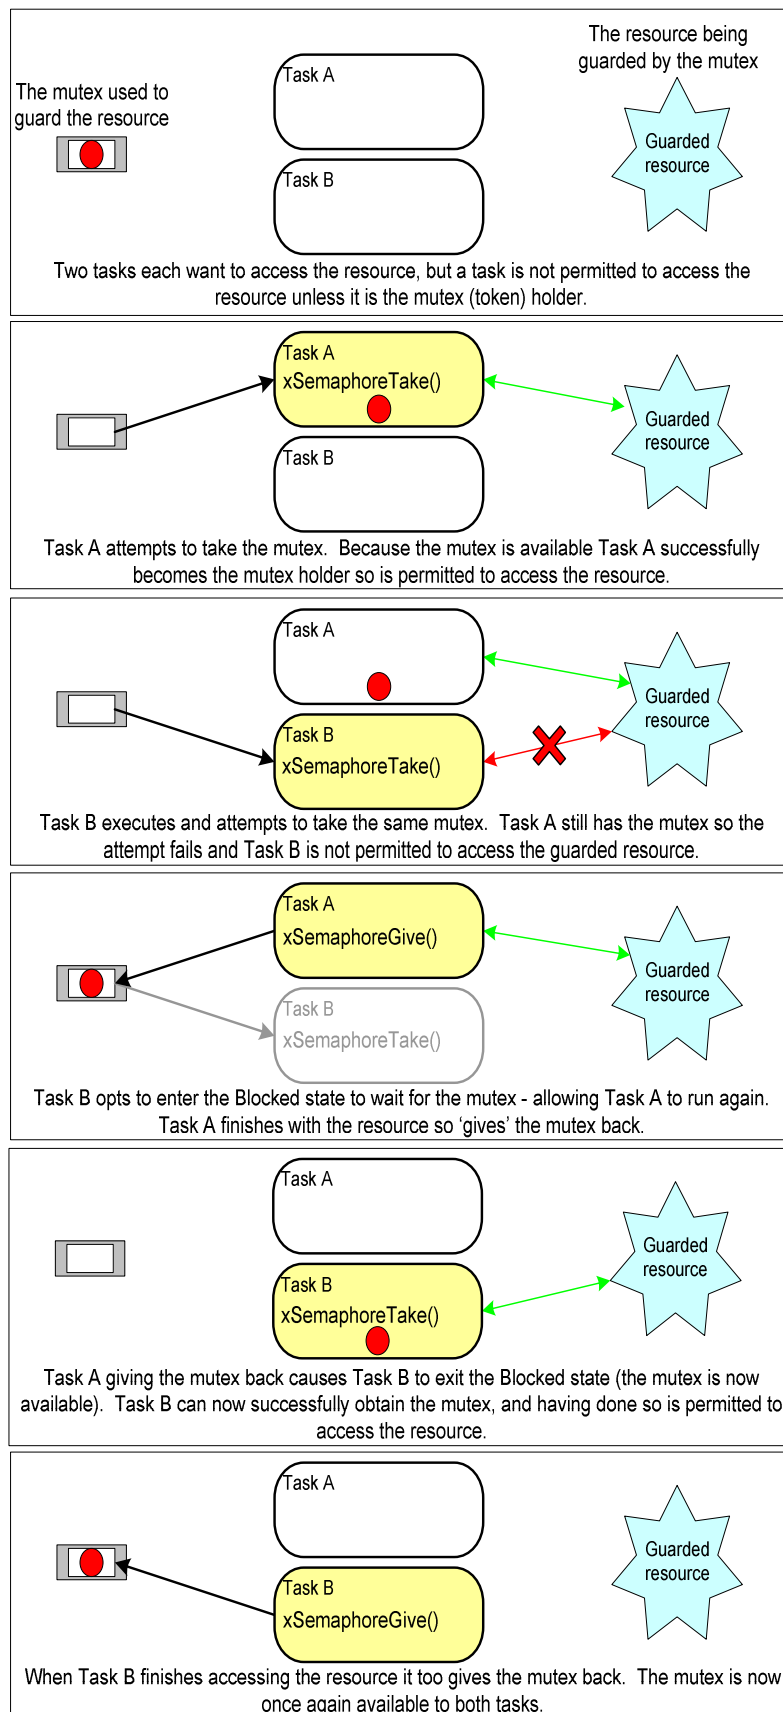 The resource being
guarded by the mutex
Task A
The mutex used to
guard the resource
Guarded
resource
Task B
Two tasks each want to access the resource, but a task is not permitted to access the
resource unless it is the mutex (token) holder.
Task A
xSemaphoreTake()
Guarded
resource
Task B
Task A attempts to take the mutex.  Because the mutex is available Task A successfully
becomes the mutex holder so is permitted to access the resource.
Task A
Guarded
resource
Task B
xSemaphoreTake()
Task B executes and attempts to take the same mutex.  Task A still has the mutex so the
attempt fails and Task B is not permitted to access the guarded resource.
Task A
xSemaphoreGive()
Guarded
resource
Task B
xSemaphoreTake()
Task B opts to enter the Blocked state to wait for the mutex - allowing Task A to run again.
Task A finishes with the resource so ‘gives’ the mutex back.
Task A
Guarded
resource
Task B
xSemaphoreTake()
Task A giving the mutex back causes Task B to exit the Blocked state (the mutex is now
available).  Task B can now successfully obtain the mutex, and having done so is permitted to
access the resource.
Task A
Guarded
resource
Task B
xSemaphoreGive()
When Task B finishes accessing the resource it too gives the mutex back.  The mutex is now
once again available to both tasks.